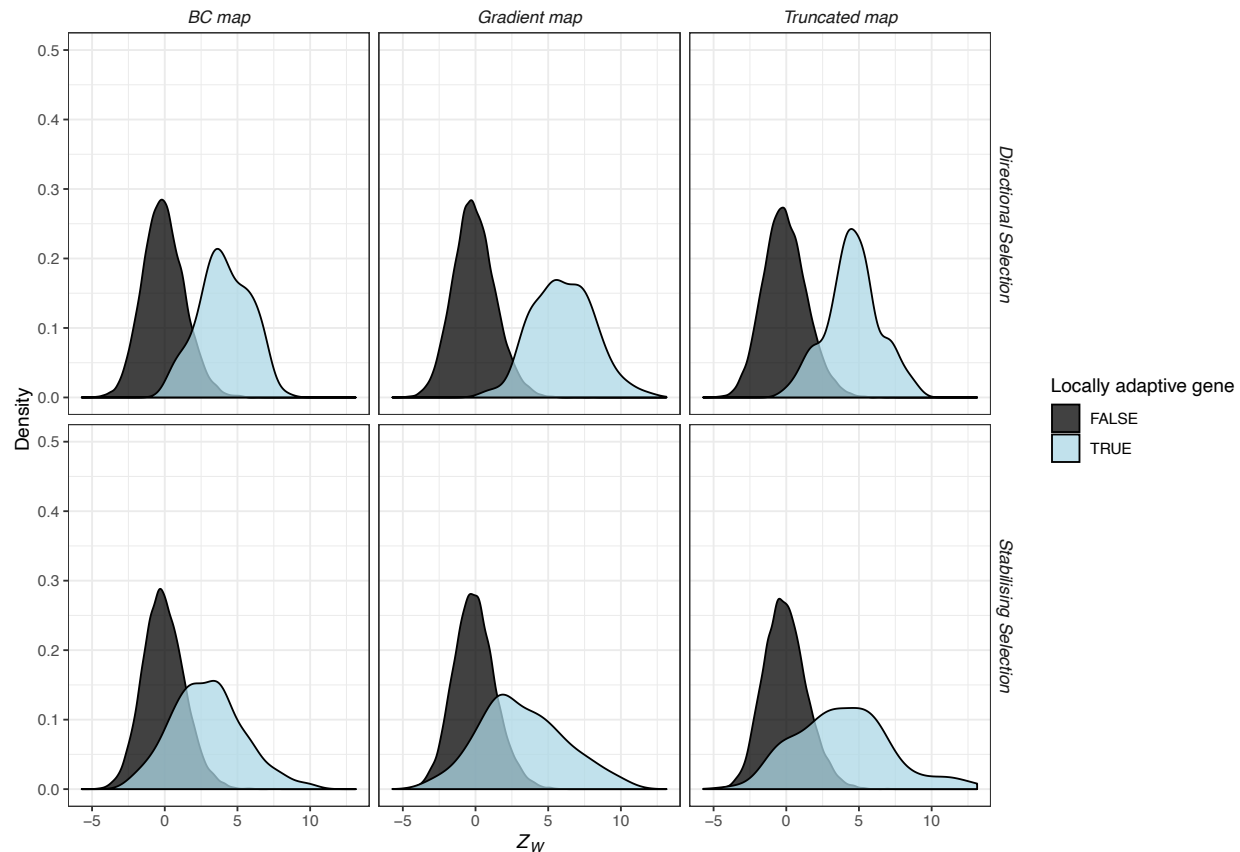 BC map
Gradient map
Truncated map
0.5
0.4
0.3
0.2
0.1
0.0
Directional Selection
0.5
0.4
0.3
0.2
0.1
0.0
Stabilising Selection
Density
−5 0 5 10
−5 0 5 10
−5 0 5 10
Z_W
Locally adaptive gene
FALSE
TRUE